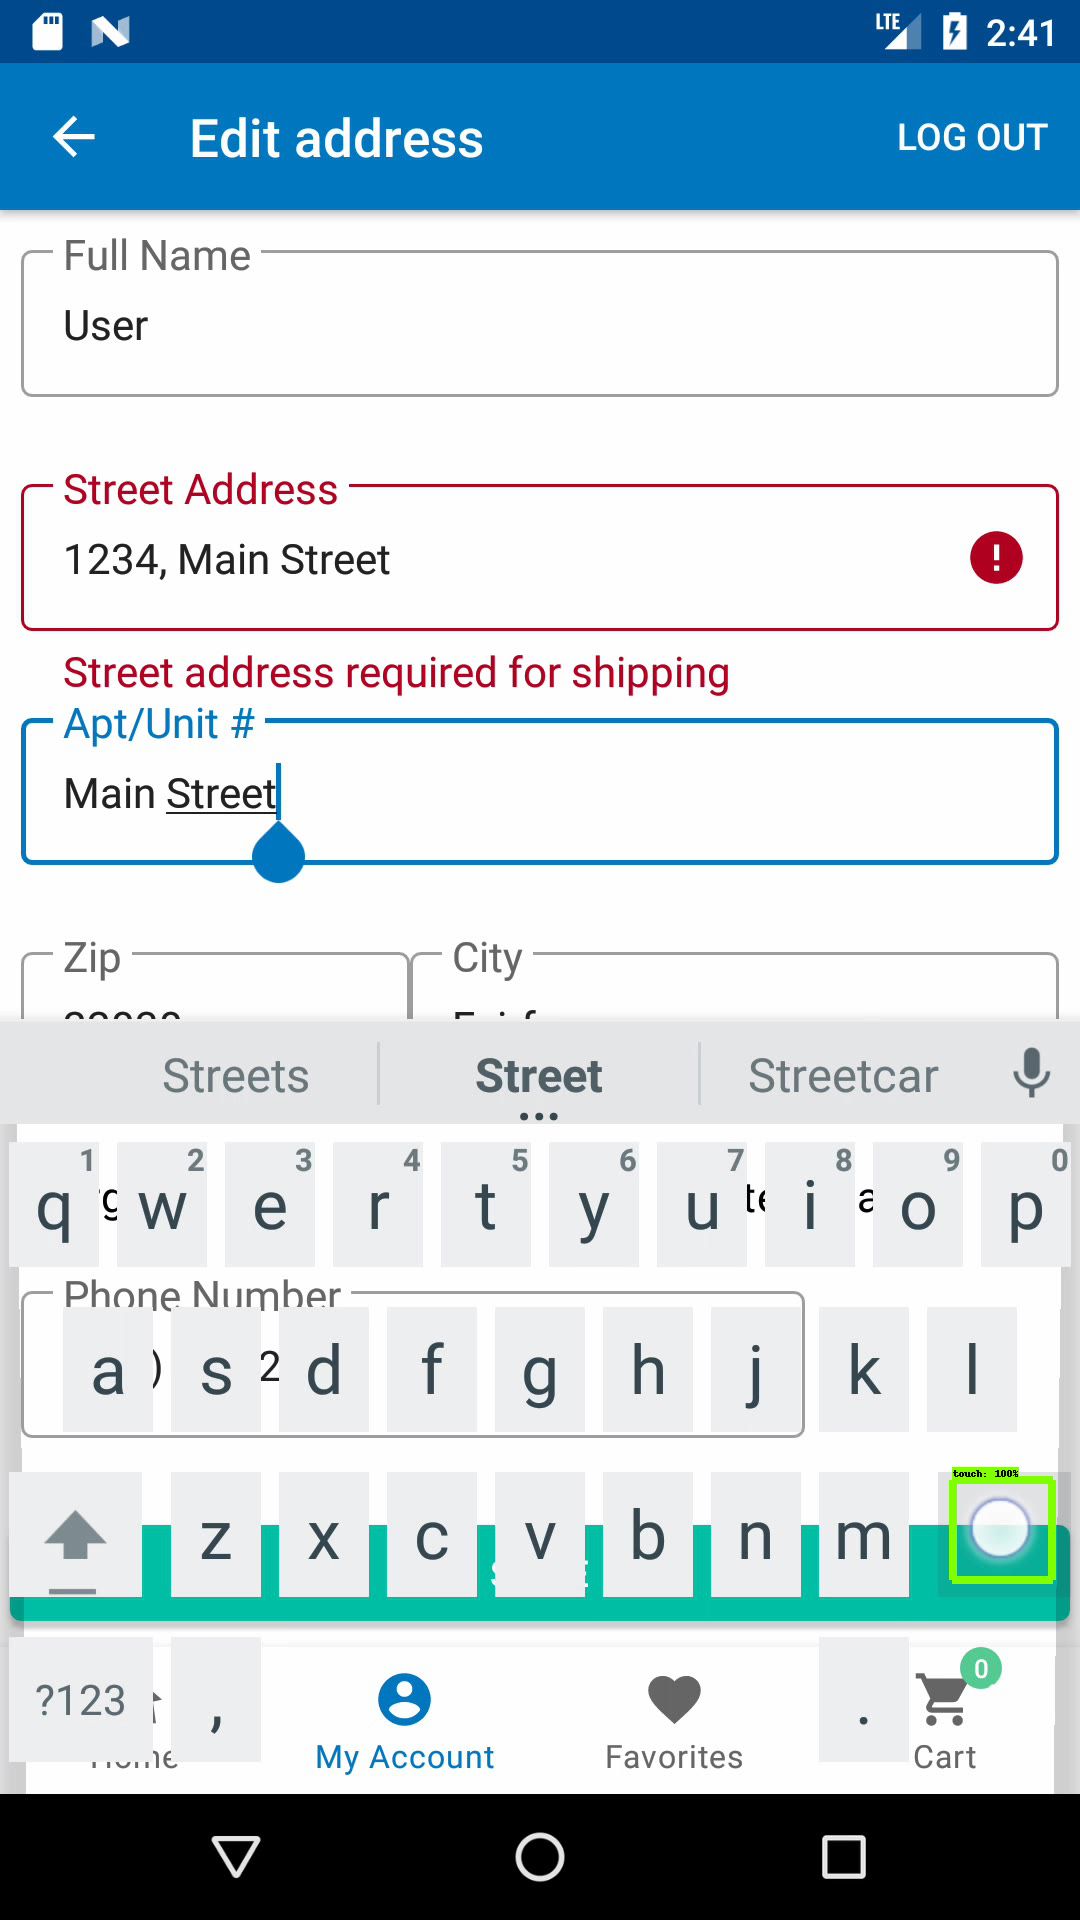 LTE 2:41
Edit address LOG OUT
Full Name
User
Street Address
1234, Main Street
Street address required for shipping
Apt/Unit #
Main Street
Zip City
Streets Street Streetcar
1 2 3 4 5 6 7 8 9 0
q w e r t y u i o p
Phone Number
a s d f g h j k l
touch: 100%
z x c v b n m
?123 , . 0
Home My Account Favorites Cart